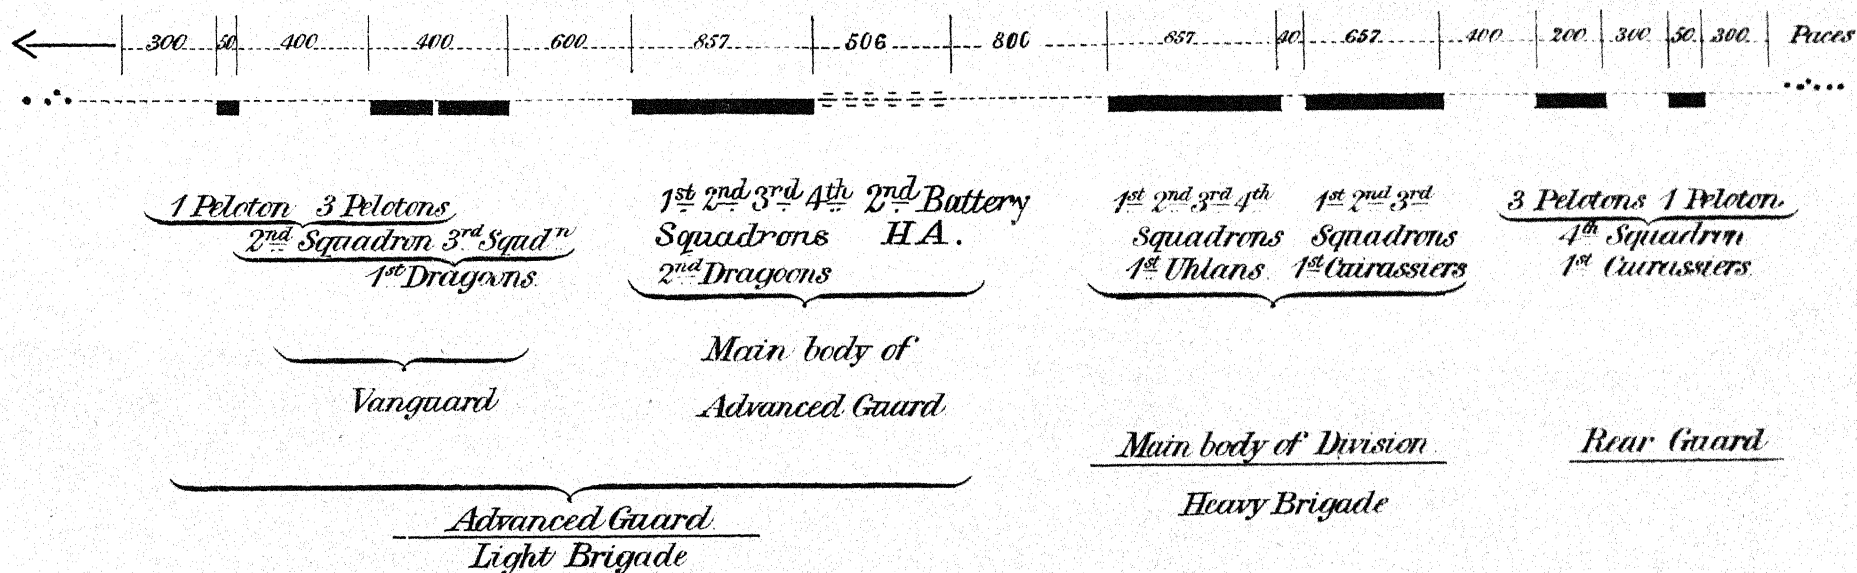 300 50 400 400 600 857 506 800 857 40 657 400 200 300 50 300 Paces
1 Peloton 3 Pelotons
2nd Squadron 3rd Squdn
1st Dragoons
Vanguard
1st 2nd 3rd 4th 2nd Battery
Squadrons H A.
2nd Dragoons
Main body of
Advanced Guard
Advanced Guard
Light Brigade
1st 2nd 3rd 4th 1st 2nd 3rd
Squadrons Squadrons
1st Uhlans 1st Cuirassiers
Main body of Division
Heavy Brigade
3 Pelotons 1 Peloton.
4th Squadron
1st Cuirassiers
Rear Guard